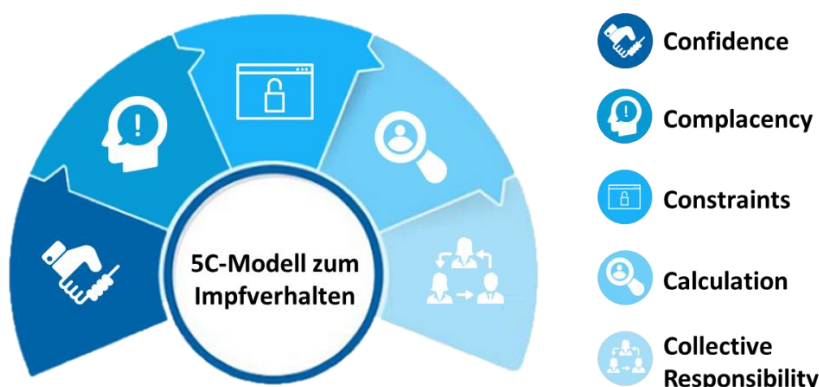 5C-Modell zum
Impfverhalten
Confidence
Complacency
Constraints
Calculation
Collective
Responsibility